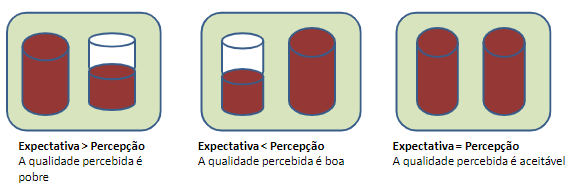 Expectativa > Percepção
A qualidade percebida é
pobre
Expectativa < Percepção
A qualidade percebida é boa
Expectativa = Percepção
A qualidade percebida é aceitável